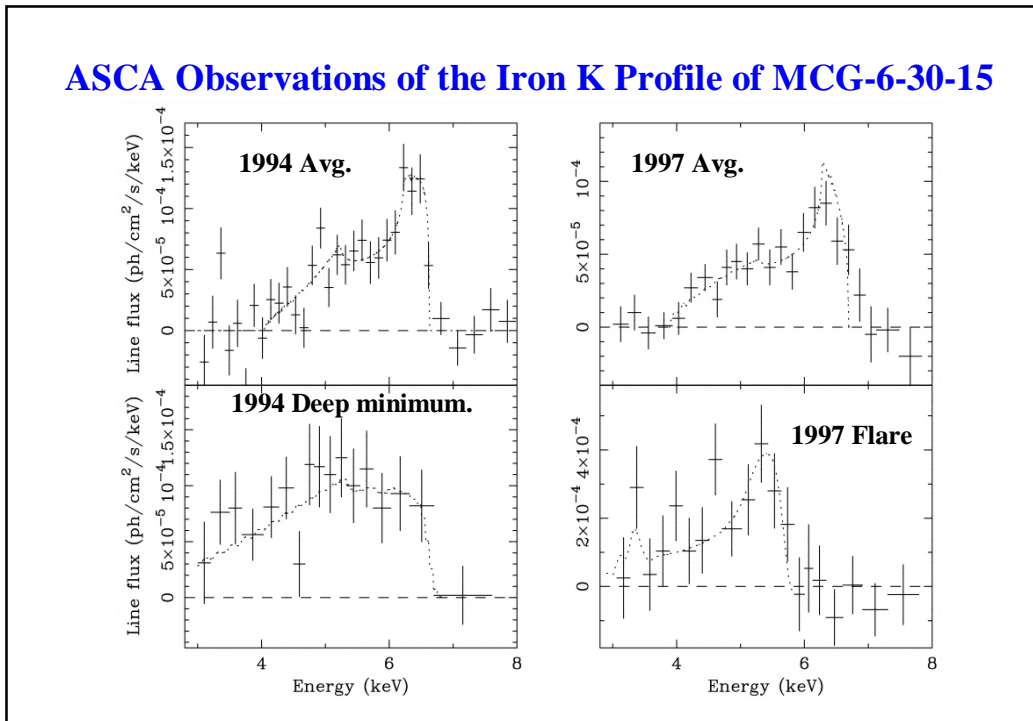 ASCA Observations of the Iron K Profile of MCG-6-30-15
1994 Avg.
Line flux (ph/cm²/s/keV)
0 5×10⁻⁵ 10⁻⁴ 1.5×10⁻⁴
1997 Avg.
0 5×10⁻⁵ 10⁻⁴
1994 Deep minimum.
Line flux (ph/cm²/s/keV)
0 5×10⁻⁵ 10⁻⁴ 1.5×10⁻⁴
4 6 8
Energy (keV)
1997 Flare
0 2×10⁻⁴ 4×10⁻⁴
4 6 8
Energy (keV)